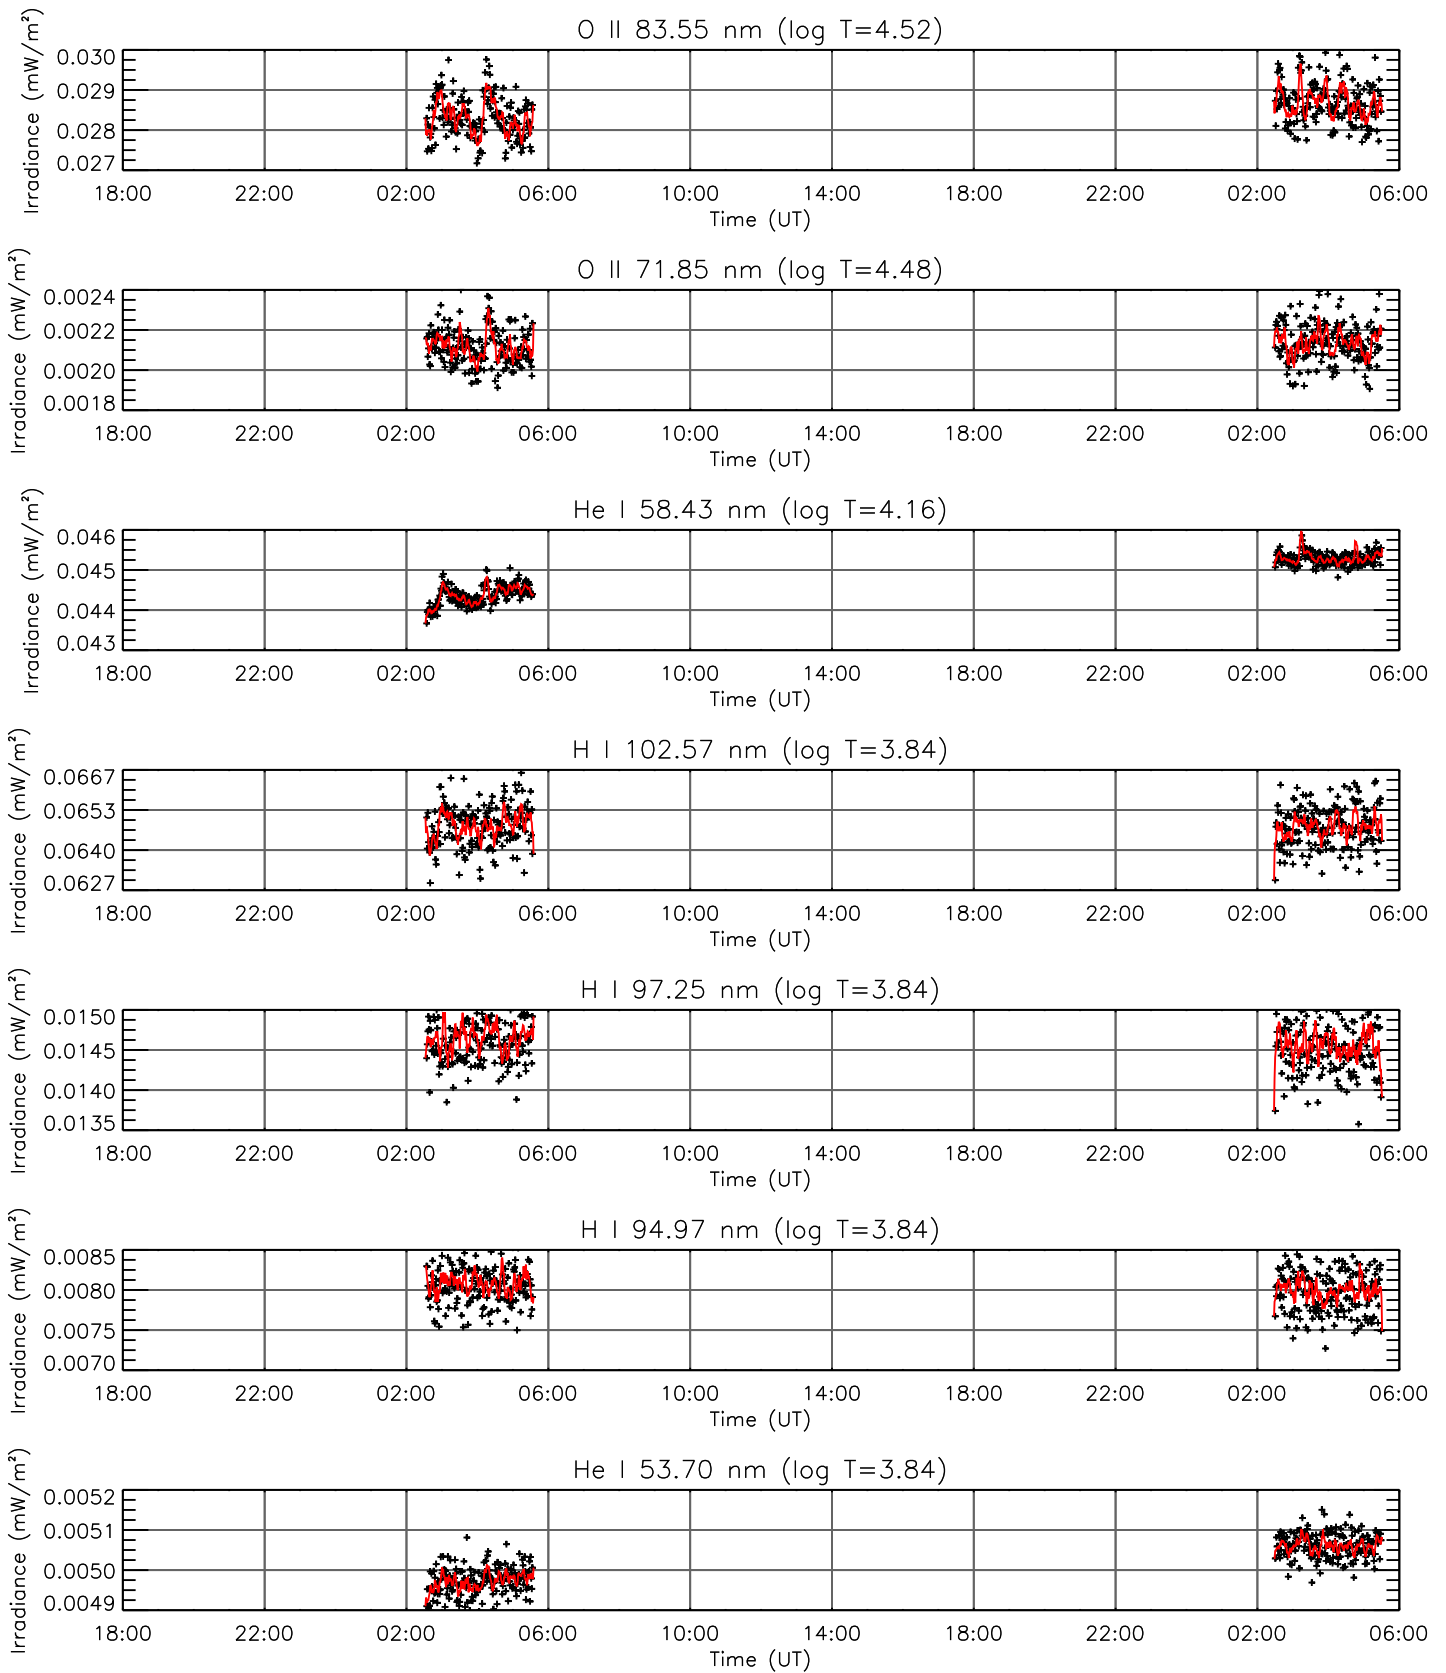 O II 83.55 nm (log T=4.52)
Irradiance (mW/m²)
0.030
0.029
0.028
0.027
18:00 22:00 02:00 06:00 10:00 14:00 18:00 22:00 02:00 06:00
Time (UT)
O II 71.85 nm (log T=4.48)
Irradiance (mW/m²)
0.0024
0.0022
0.0020
0.0018
18:00 22:00 02:00 06:00 10:00 14:00 18:00 22:00 02:00 06:00
Time (UT)
He I 58.43 nm (log T=4.16)
Irradiance (mW/m²)
0.046
0.045
0.044
0.043
18:00 22:00 02:00 06:00 10:00 14:00 18:00 22:00 02:00 06:00
Time (UT)
H I 102.57 nm (log T=3.84)
Irradiance (mW/m²)
0.0667
0.0653
0.0640
0.0627
18:00 22:00 02:00 06:00 10:00 14:00 18:00 22:00 02:00 06:00
Time (UT)
H I 97.25 nm (log T=3.84)
Irradiance (mW/m²)
0.0150
0.0145
0.0140
0.0135
18:00 22:00 02:00 06:00 10:00 14:00 18:00 22:00 02:00 06:00
Time (UT)
H I 94.97 nm (log T=3.84)
Irradiance (mW/m²)
0.0085
0.0080
0.0075
0.0070
18:00 22:00 02:00 06:00 10:00 14:00 18:00 22:00 02:00 06:00
Time (UT)
He I 53.70 nm (log T=3.84)
Irradiance (mW/m²)
0.0052
0.0051
0.0050
0.0049
18:00 22:00 02:00 06:00 10:00 14:00 18:00 22:00 02:00 06:00
Time (UT)